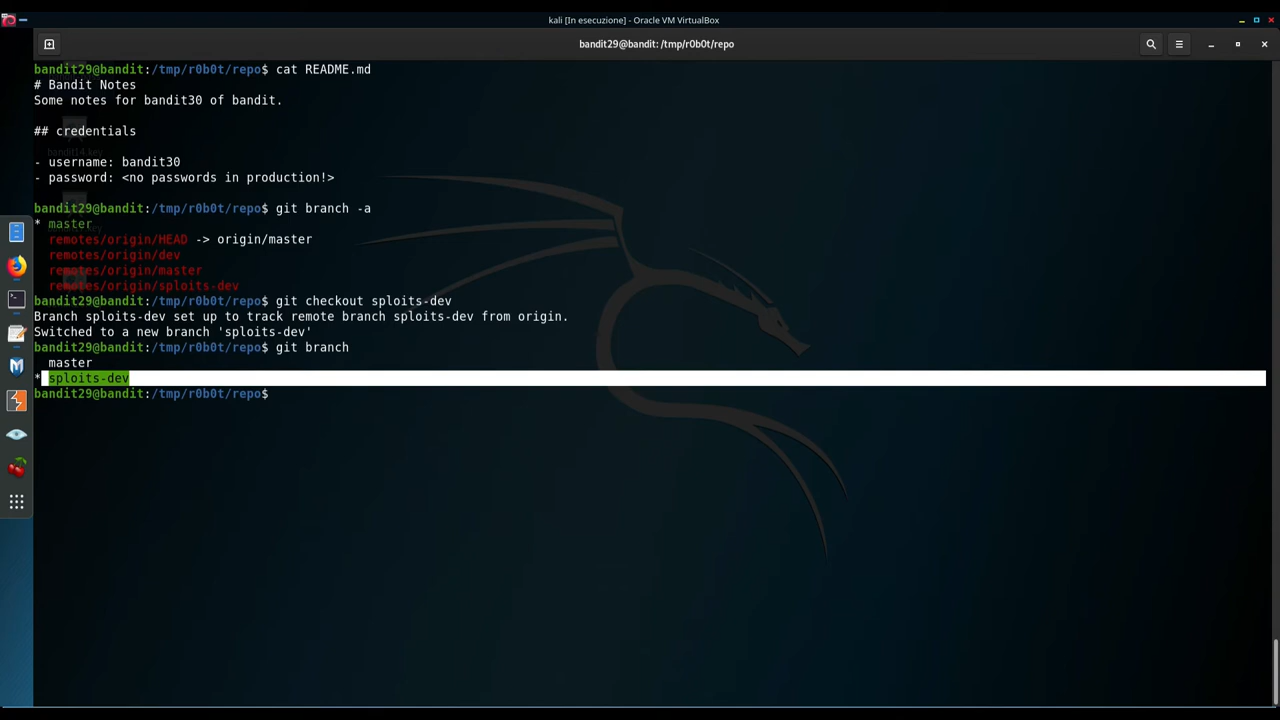 kali [In esecuzione] - Oracle VM VirtualBox
bandit29@bandit: /tmp/r0b0t/repo
bandit29@bandit:/tmp/r0b0t/repo$ cat README.md
# Bandit Notes
Some notes for bandit30 of bandit.
## credentials
bandit14.key
- username: bandit30
- password: <no passwords in production!>
bandit29@bandit:/tmp/r0b0t/repo$ git branch -a
* master
remotes/origin/HEAD -> origin/master
remotes/origin/dev
remotes/origin/master
remotes/origin/sploits-dev
bandit29@bandit:/tmp/r0b0t/repo$ git checkout sploits-dev
Branch sploits-dev set up to track remote branch sploits-dev from origin.
Switched to a new branch 'sploits-dev'
bandit29@bandit:/tmp/r0b0t/repo$ git branch
master
* sploits-dev
bandit29@bandit:/tmp/r0b0t/repo$